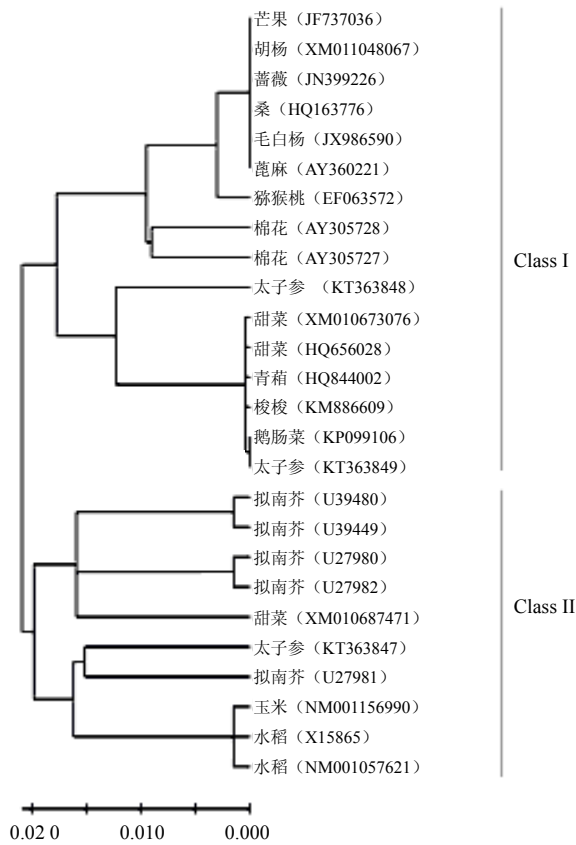 芒果（JF737036）
胡杨（XM011048067）
蔷薇（JN399226）
桑（HQ163776）
毛白杨（JX986590）
蓖麻（AY360221）
猕猴桃（EF063572）
棉花（AY305728）
棉花（AY305727）
Class I
太子参 （KT363848）
甜菜（XM010673076）
甜菜（HQ656028）
青葙（HQ844002）
梭梭（KM886609）
鹅肠菜（KP099106）
太子参（KT363849）
拟南芥（U39480）
拟南芥（U39449）
拟南芥（U27980）
拟南芥（U27982）
Class II
甜菜（XM010687471）
太子参（KT363847）
拟南芥（U27981）
玉米（NM001156990）
水稻（X15865）
水稻（NM001057621）
0.02 0 0.010 0.000